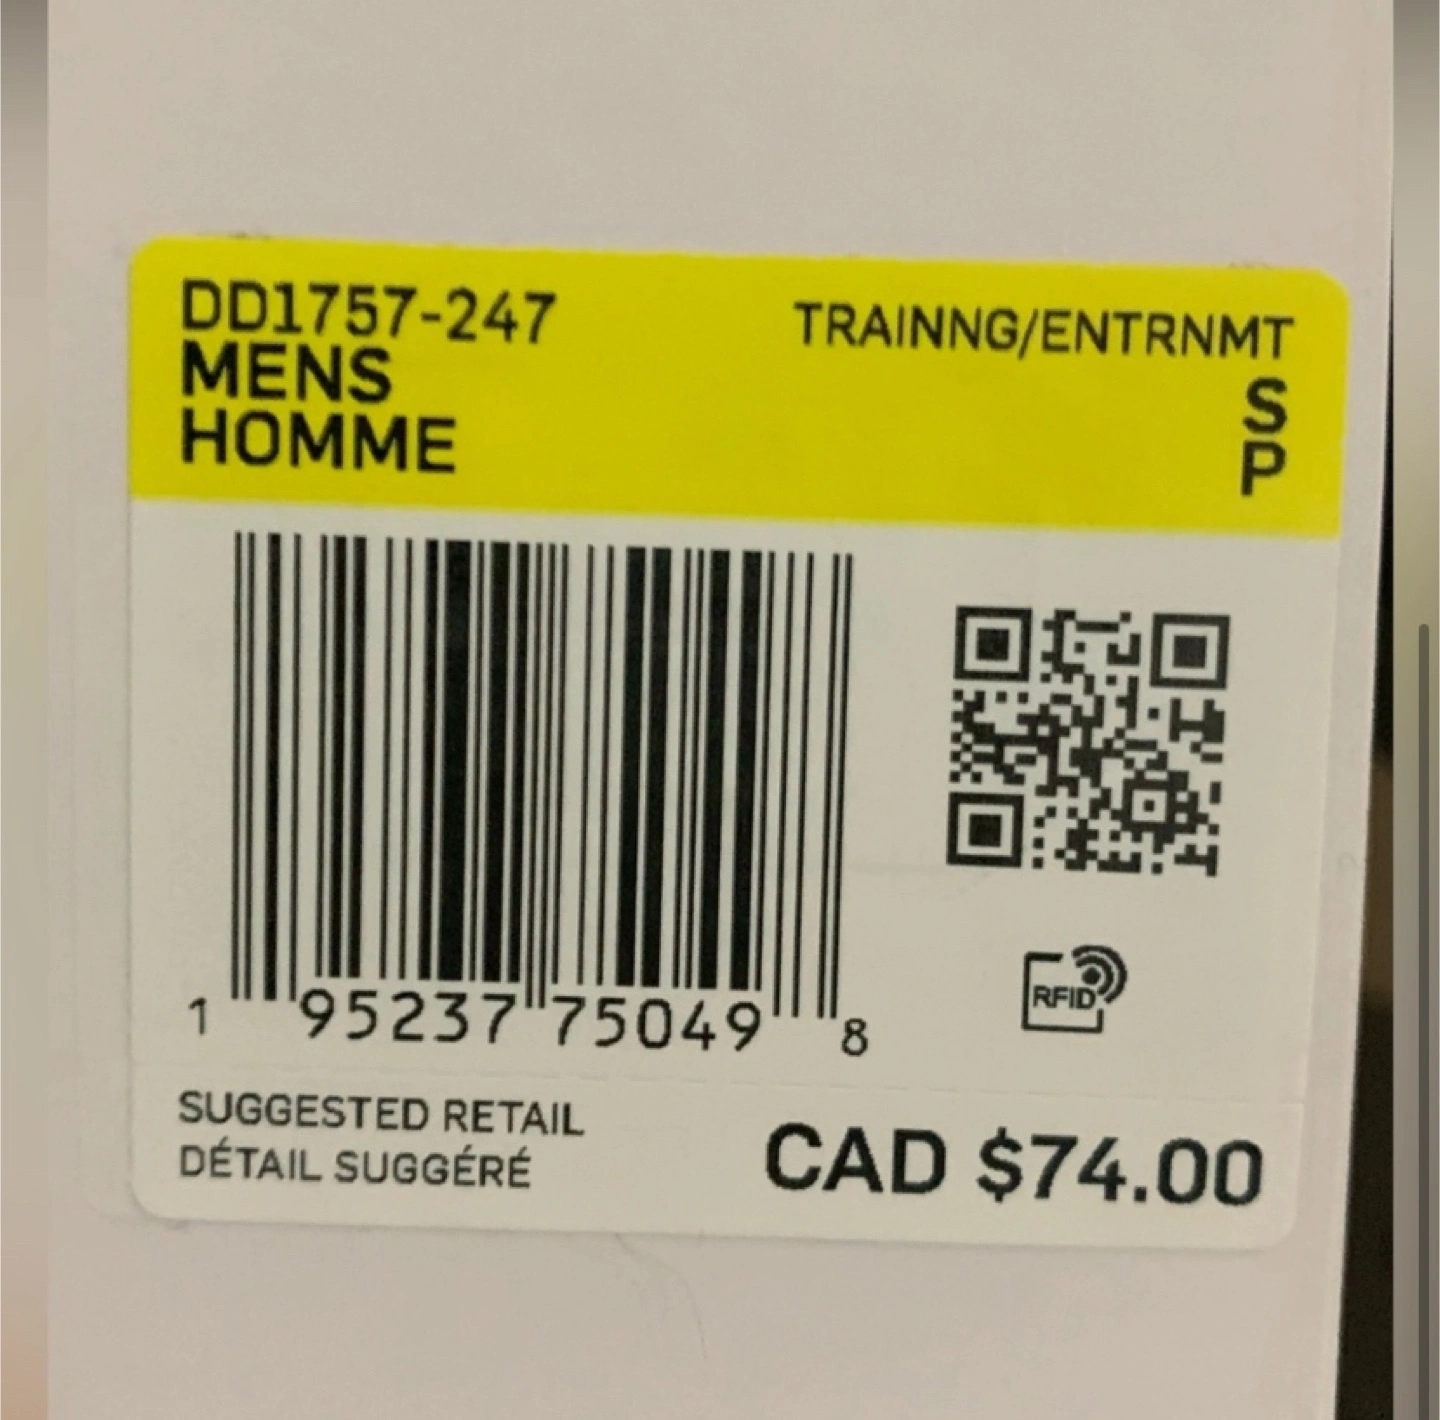 DD1757-247
MENS
HOMME
TRAINNG/ENTRNMT
S
P
1 95237 75049 8
RFID
SUGGESTED RETAIL
DÉTAIL SUGGÉRÉ
CAD $74.00